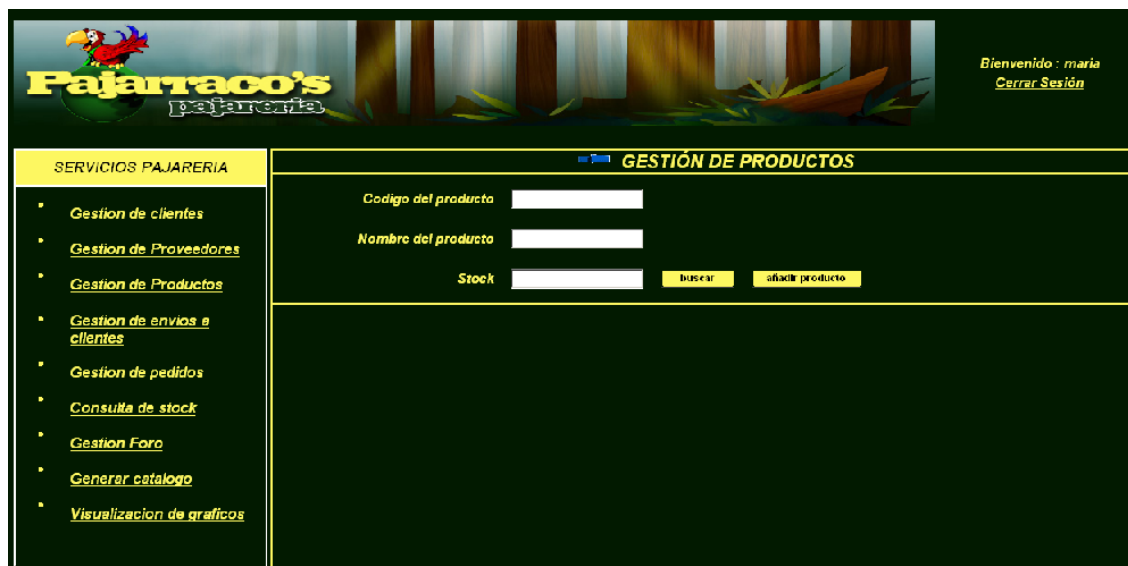 Pajarraco's
pajareria
Bienvenido : maria
Cerrar Sesión
SERVICIOS PAJARERIA
Gestion de clientes
Gestion de Proveedores
Gestion de Productos
Gestion de envios a
clientes
Gestion de pedidos
Consulta de stock
Gestion Foro
Generar catalogo
Visualizacion de graficos
GESTIÓN DE PRODUCTOS
Codigo del producto
Nombre del producto
Stock
buscar
añadir producto